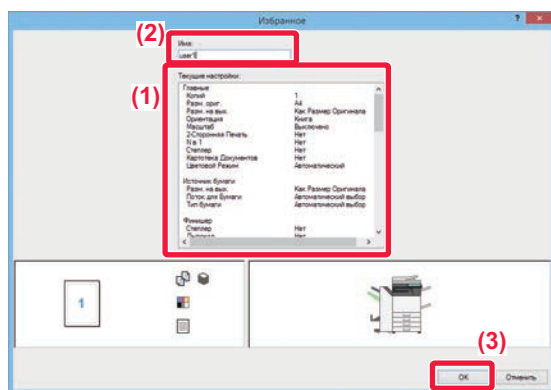 Избранное
? x
(2)
Имя:
user1
Текущие настройки:
(1)
Главные
Копий 1
Разм. ориг. A4
Разм. на вых. Как Размер Оригинала
Ориентация Книга
Масштаб Выключено
2-Сторонняя Печать Нет
N в 1 Нет
Степлер Нет
Картотека Документов Нет
Цветовой Режим Автоматический
Источник бумаги
Разм. на вых. Как Размер Оригинала
Лоток для Бумаги Автоматический выбор
Тип бумаги Автоматический выбор
Финишер
Степлер Нет
1
(3)
OK Отменить